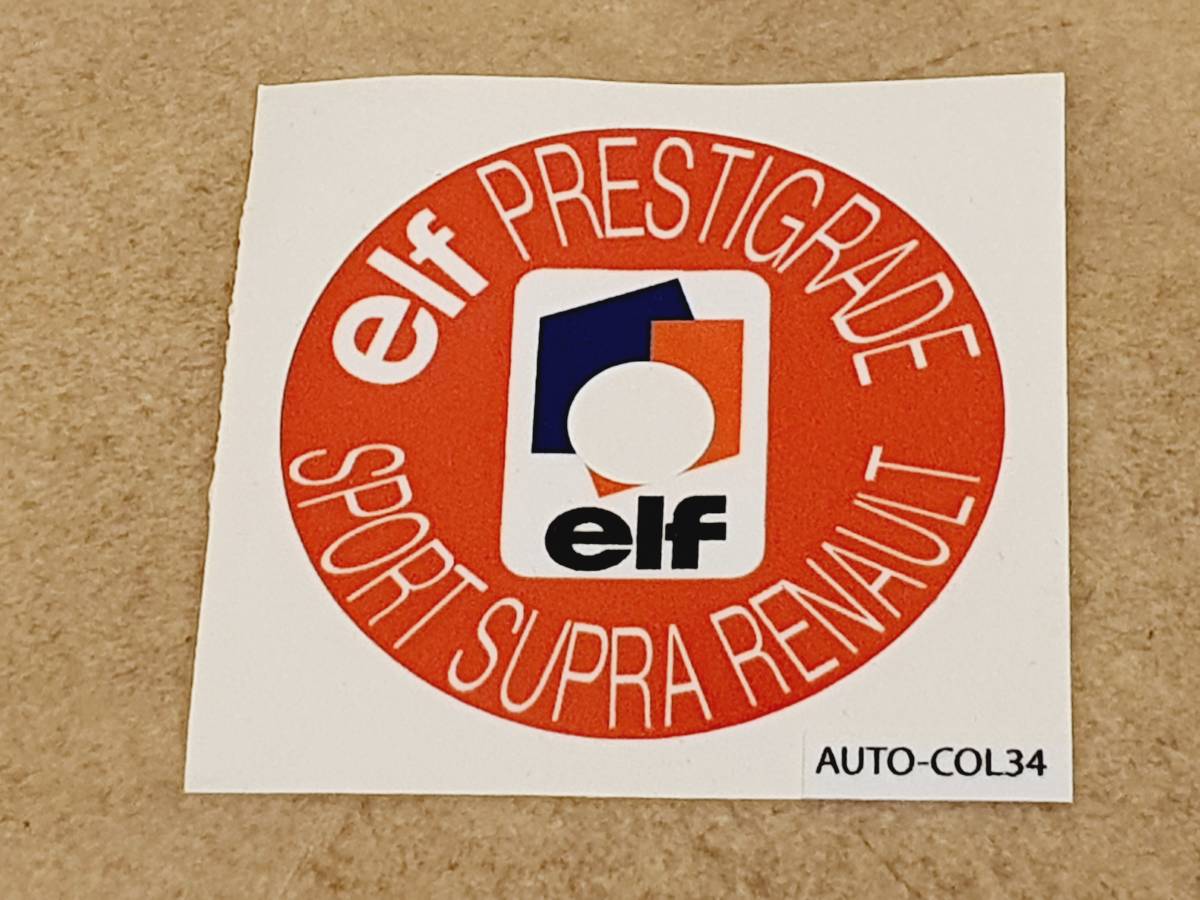 elf PRESTIGRADE
elf
SPORT SUPRA RENAULT
AUTO-COL34